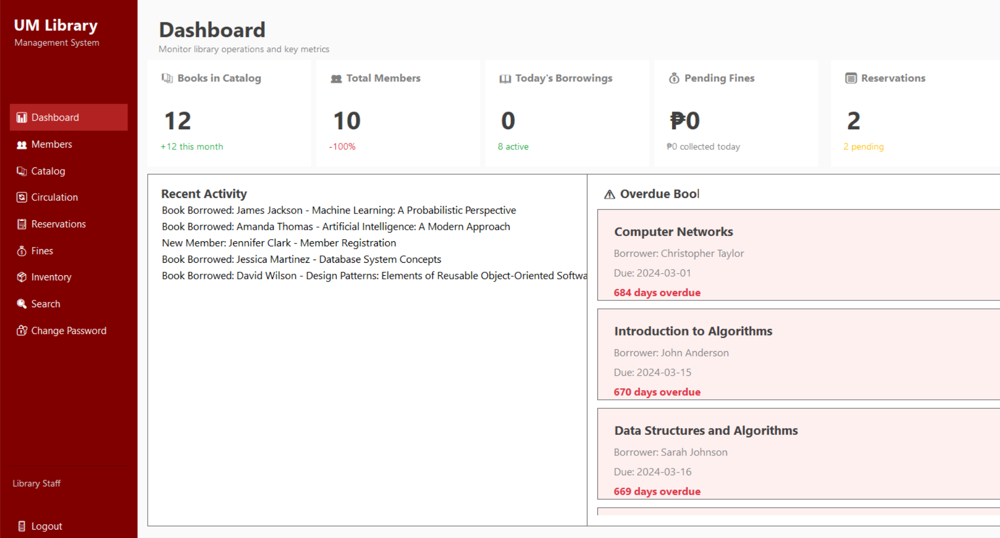 UM Library
Management System
Dashboard
Members
Catalog
Circulation
Reservations
Fines
Inventory
Search
Change Password
Library Staff
Logout
Dashboard
Monitor library operations and key metrics
Books in Catalog
12
+12 this month
Total Members
10
-100%
Today's Borrowings
0
8 active
Pending Fines
₱0
₱0 collected today
Reservations
2
2 pending
Recent Activity
Book Borrowed: James Jackson - Machine Learning: A Probabilistic Perspective
Book Borrowed: Amanda Thomas - Artificial Intelligence: A Modern Approach
New Member: Jennifer Clark - Member Registration
Book Borrowed: Jessica Martinez - Database System Concepts
Book Borrowed: David Wilson - Design Patterns: Elements of Reusable Object-Oriented Softwa
Overdue Boo
Computer Networks
Borrower: Christopher Taylor
Due: 2024-03-01
684 days overdue
Introduction to Algorithms
Borrower: John Anderson
Due: 2024-03-15
670 days overdue
Data Structures and Algorithms
Borrower: Sarah Johnson
Due: 2024-03-16
669 days overdue